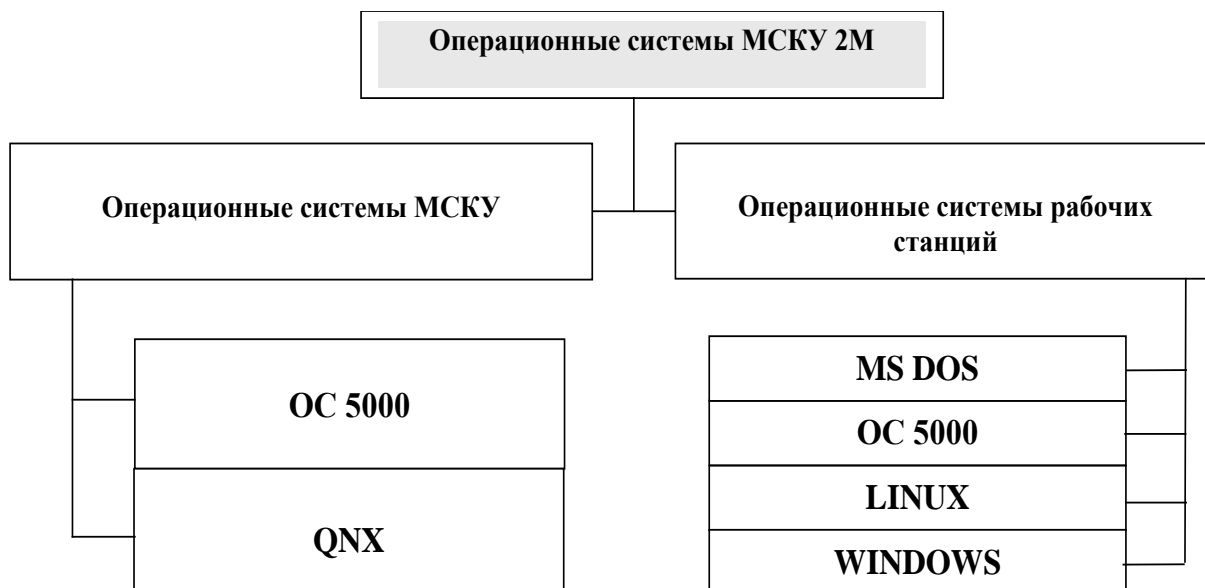 Операционные системы МСКУ 2М
Операционные системы МСКУ
Операционные системы рабочих
станций
ОС 5000
QNX
MS DOS
ОС 5000
LINUX
WINDOWS